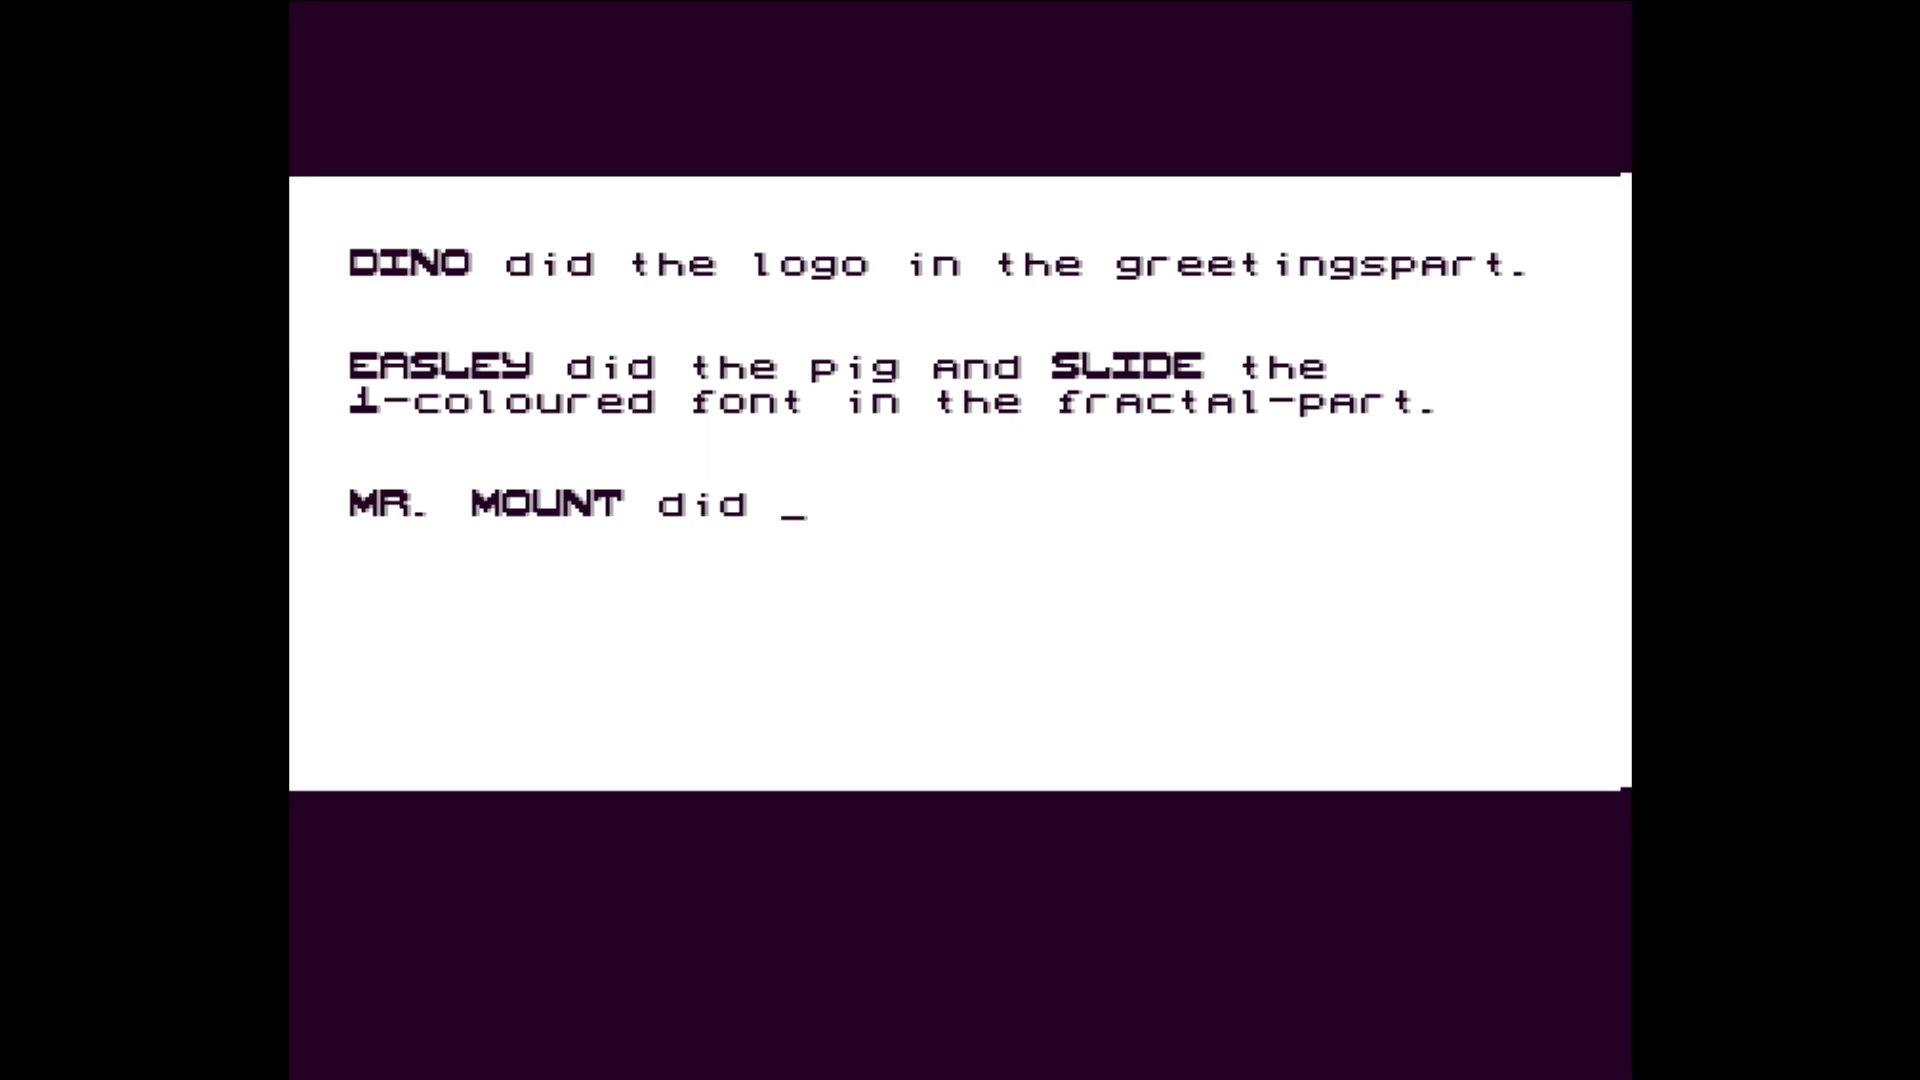 DINO did the logo in the greetingspart.
EASLEY did the pig and SLIDE the
1-coloured font in the fractal-part.
MR. MOUNT did _